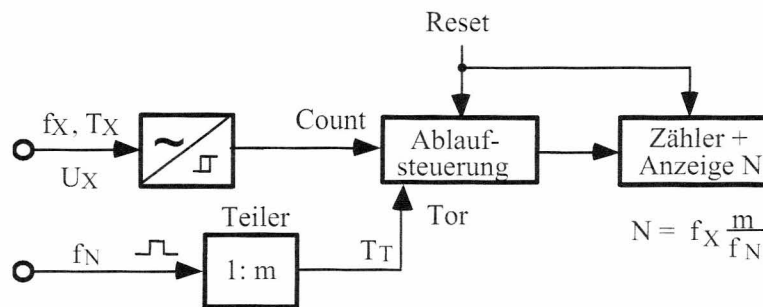 Reset
fX, TX
UX
Count
Ablauf-
steuerung
Zähler +
Anzeige N
Teiler
fN
1: m
TT
Tor
N = fX m/fN